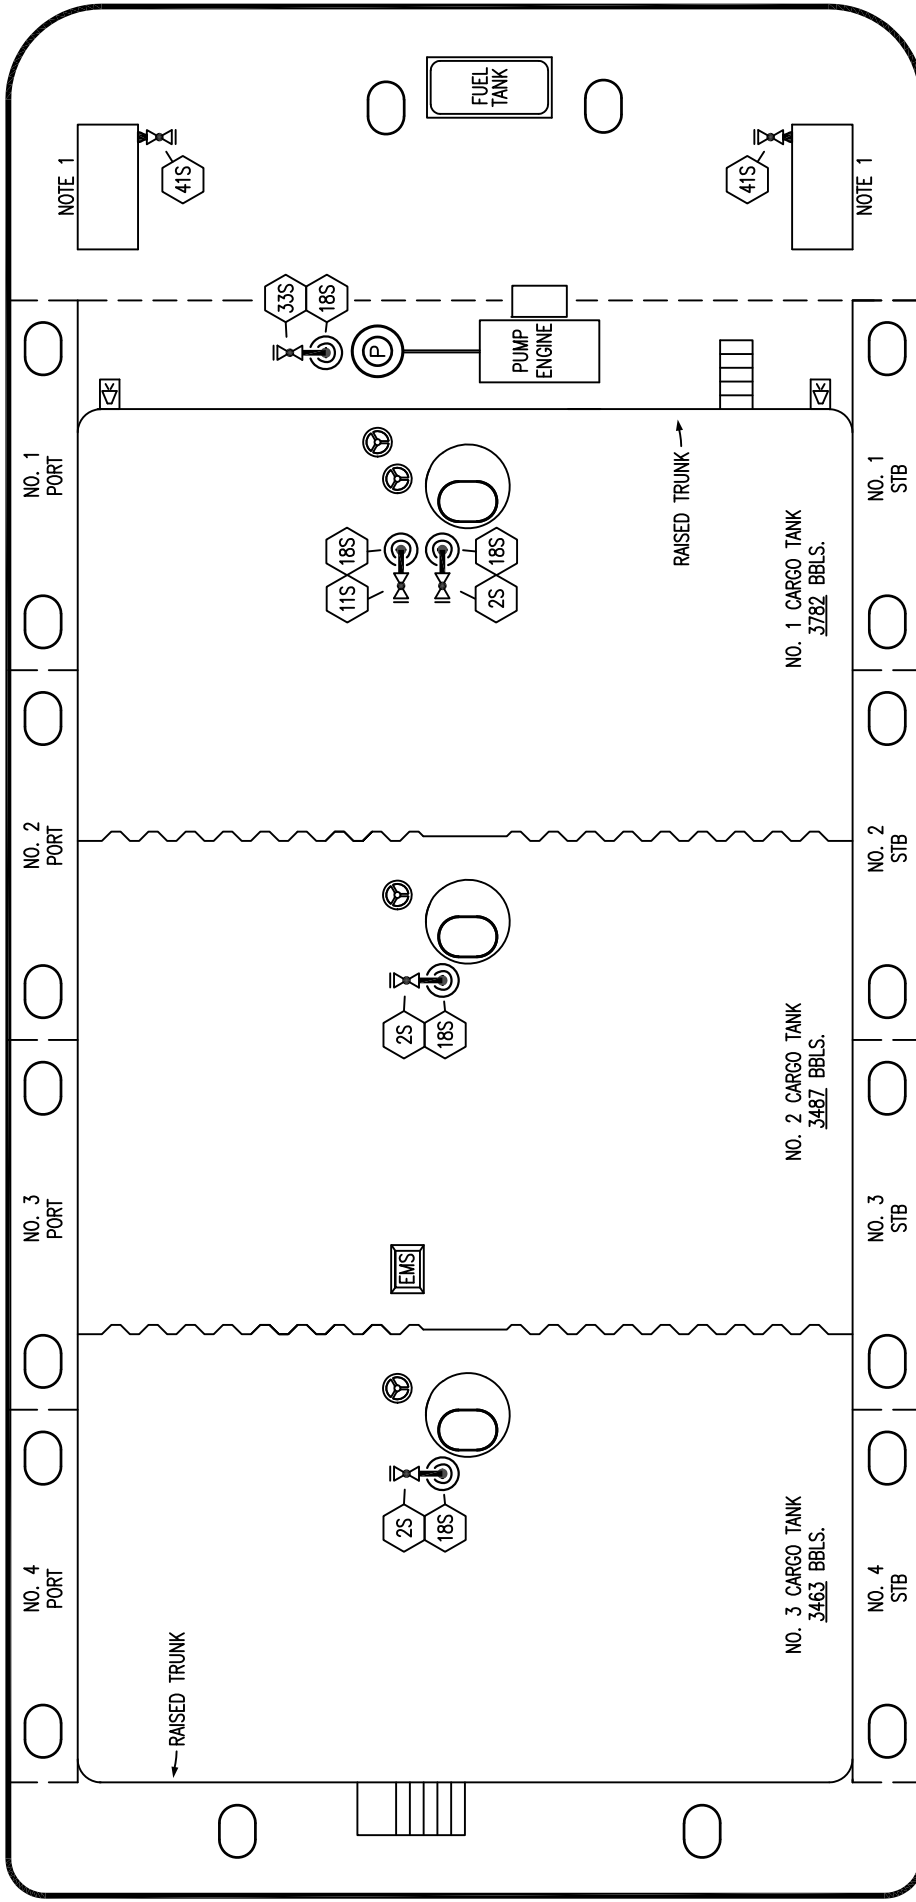 FUEL
TANK
NOTE 1
41S
41S
NOTE 1
33S
18S
P
PUMP
ENGINE
NO. 1
PORT
RAISED TRUNK
NO. 1
STB
11S
18S
2S
18S
NO. 1 CARGO TANK
3782 BBLS.
NO. 2
PORT
NO. 2
STB
2S
18S
NO. 2 CARGO TANK
3487 BBLS.
NO. 3
PORT
EMS
NO. 3
STB
2S
18S
NO. 3 CARGO TANK
3463 BBLS.
NO. 4
PORT
NO. 4
STB
RAISED TRUNK